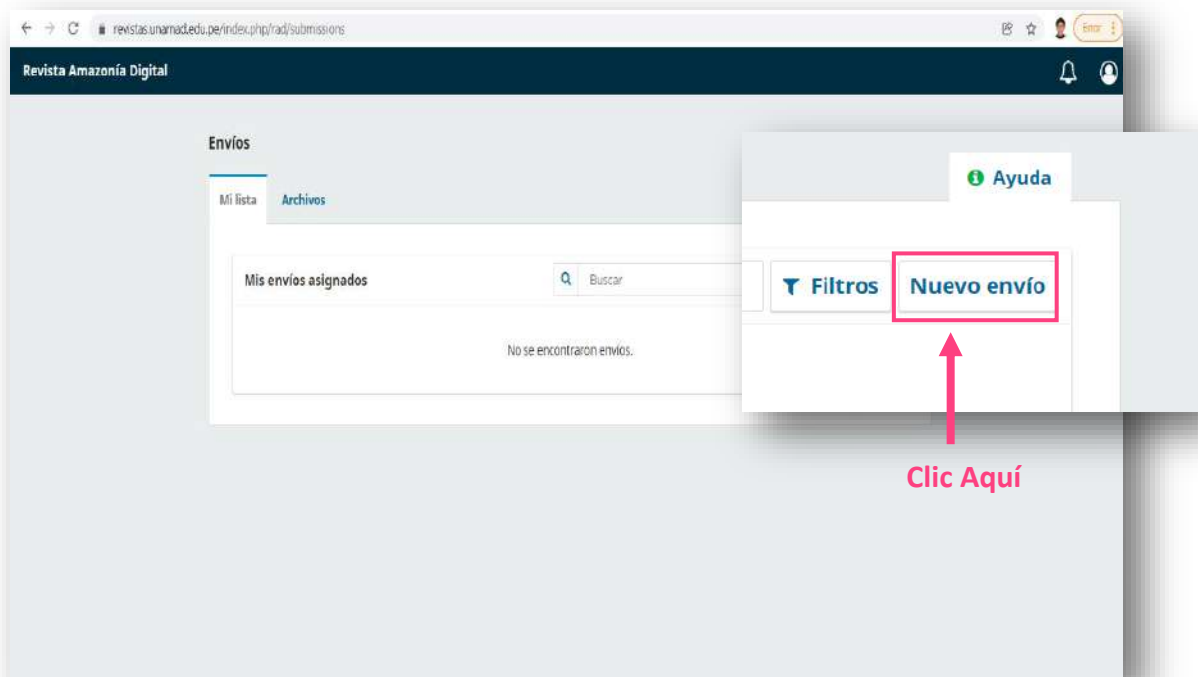 revistas.unamad.edu.pe/index.php/rad/submissions
Error
Revista Amazonía Digital
Envíos
Mi lista Archivos
Ayuda
Mis envíos asignados
Buscar
Filtros
Nuevo envío
No se encontraron envíos.
Clic Aquí